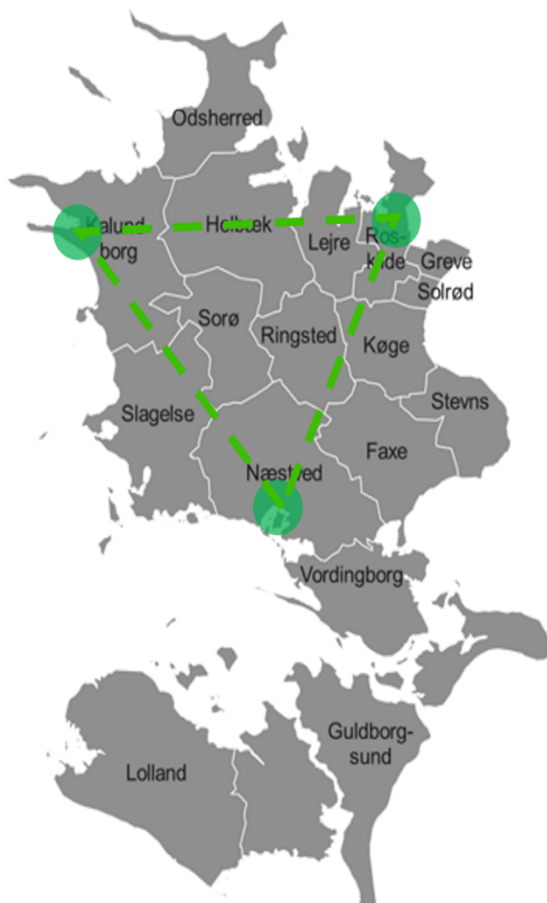 Odsherred
Kalund
borg
Holbæk
Lejre
Ros-
kilde
Greve
Solrød
Sorø
Ringsted
Køge
Slagelse
Stevns
Næstved
Faxe
Vordingborg
Guldborg-
sund
Lolland